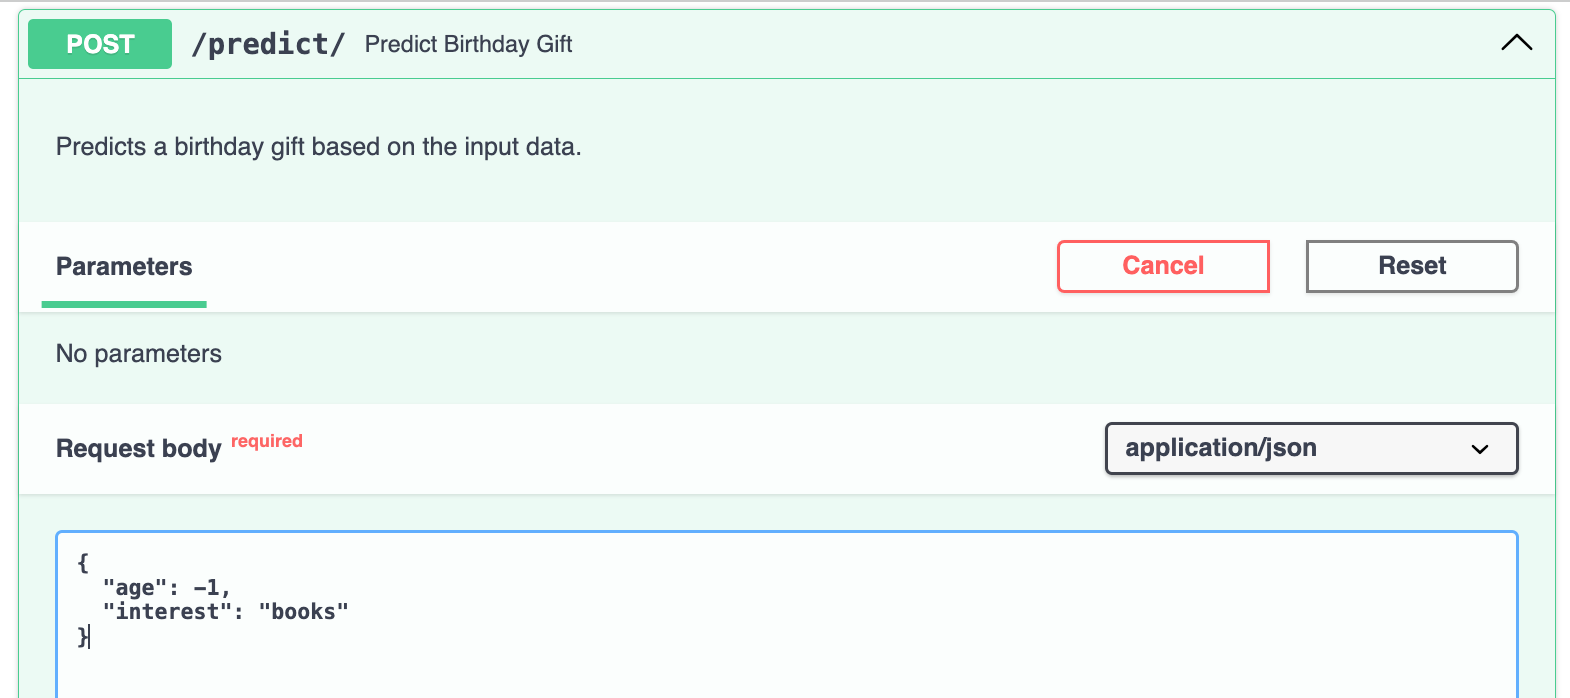 POST /predict/ Predict Birthday Gift
Predicts a birthday gift based on the input data.
Parameters Cancel Reset
No parameters
Request body required application/json
{
"age": -1,
"interest": "books"
}